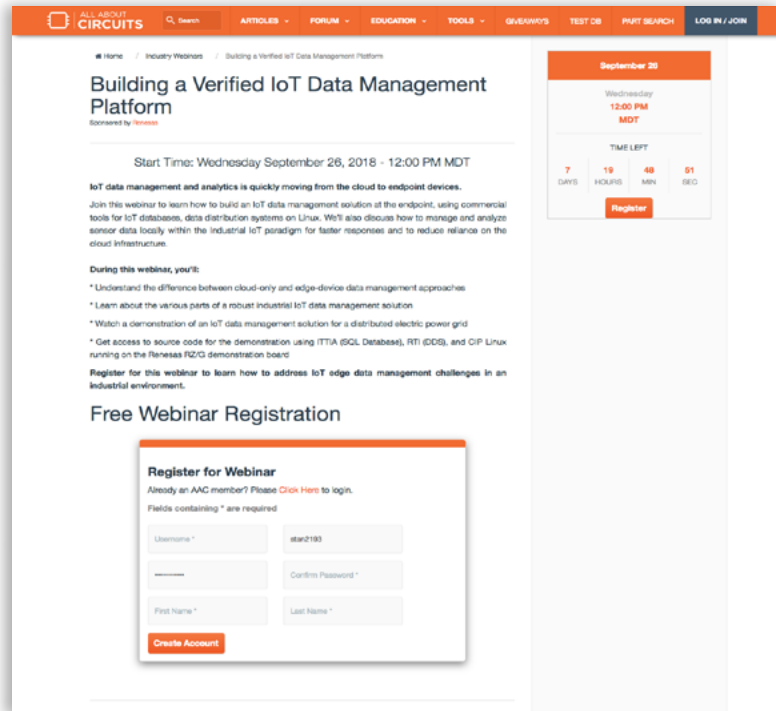 ALL ABOUT
CIRCUITS
Search
ARTICLES
FORUM
EDUCATION
TOOLS
GIVEAWAYS
TEST DB
PART SEARCH
LOG IN / JOIN
Home / Industry Webinars / Building a Verified IoT Data Management Platform
Building a Verified IoT Data Management
Platform
Sponsored by Renesas
Start Time: Wednesday September 26, 2018 - 12:00 PM MDT
IoT data management and analytics is quickly moving from the cloud to endpoint devices.
Join this webinar to learn how to build an IoT data management solution at the endpoint, using commercial
tools for IoT databases, data distribution systems on Linux. We'll also discuss how to manage and analyze
sensor data locally within the Industrial IoT paradigm for faster responses and to reduce reliance on the
cloud infrastructure.
During this webinar, you'll:
* Understand the difference between cloud-only and edge-device data management approaches
* Learn about the various parts of a robust industrial IoT data management solution
* Watch a demonstration of an IoT data management solution for a distributed electric power grid
* Get access to source code for the demonstration using ITTIA (SQL Database), RTI (DDS), and CIP Linux
running on the Renesas RZ/G demonstration board
Register for this webinar to learn how to address IoT edge data management challenges in an
industrial environment.
Free Webinar Registration
Register for Webinar
Already an AAC member? Please Click Here to login.
Fields containing * are required
Username *
stan2193
Confirm Password *
First Name *
Last Name *
Create Account
September 26
Wednesday
12:00 PM
MDT
TIME LEFT
7 19 48 51
DAYS HOURS MIN SEC
Register